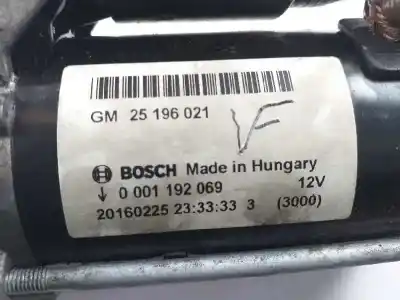 GM 25 196 021 VF
BOSCH Made in Hungary
↓ 0 001 192 069 12V
20160225 23:33:33 3 (3000)